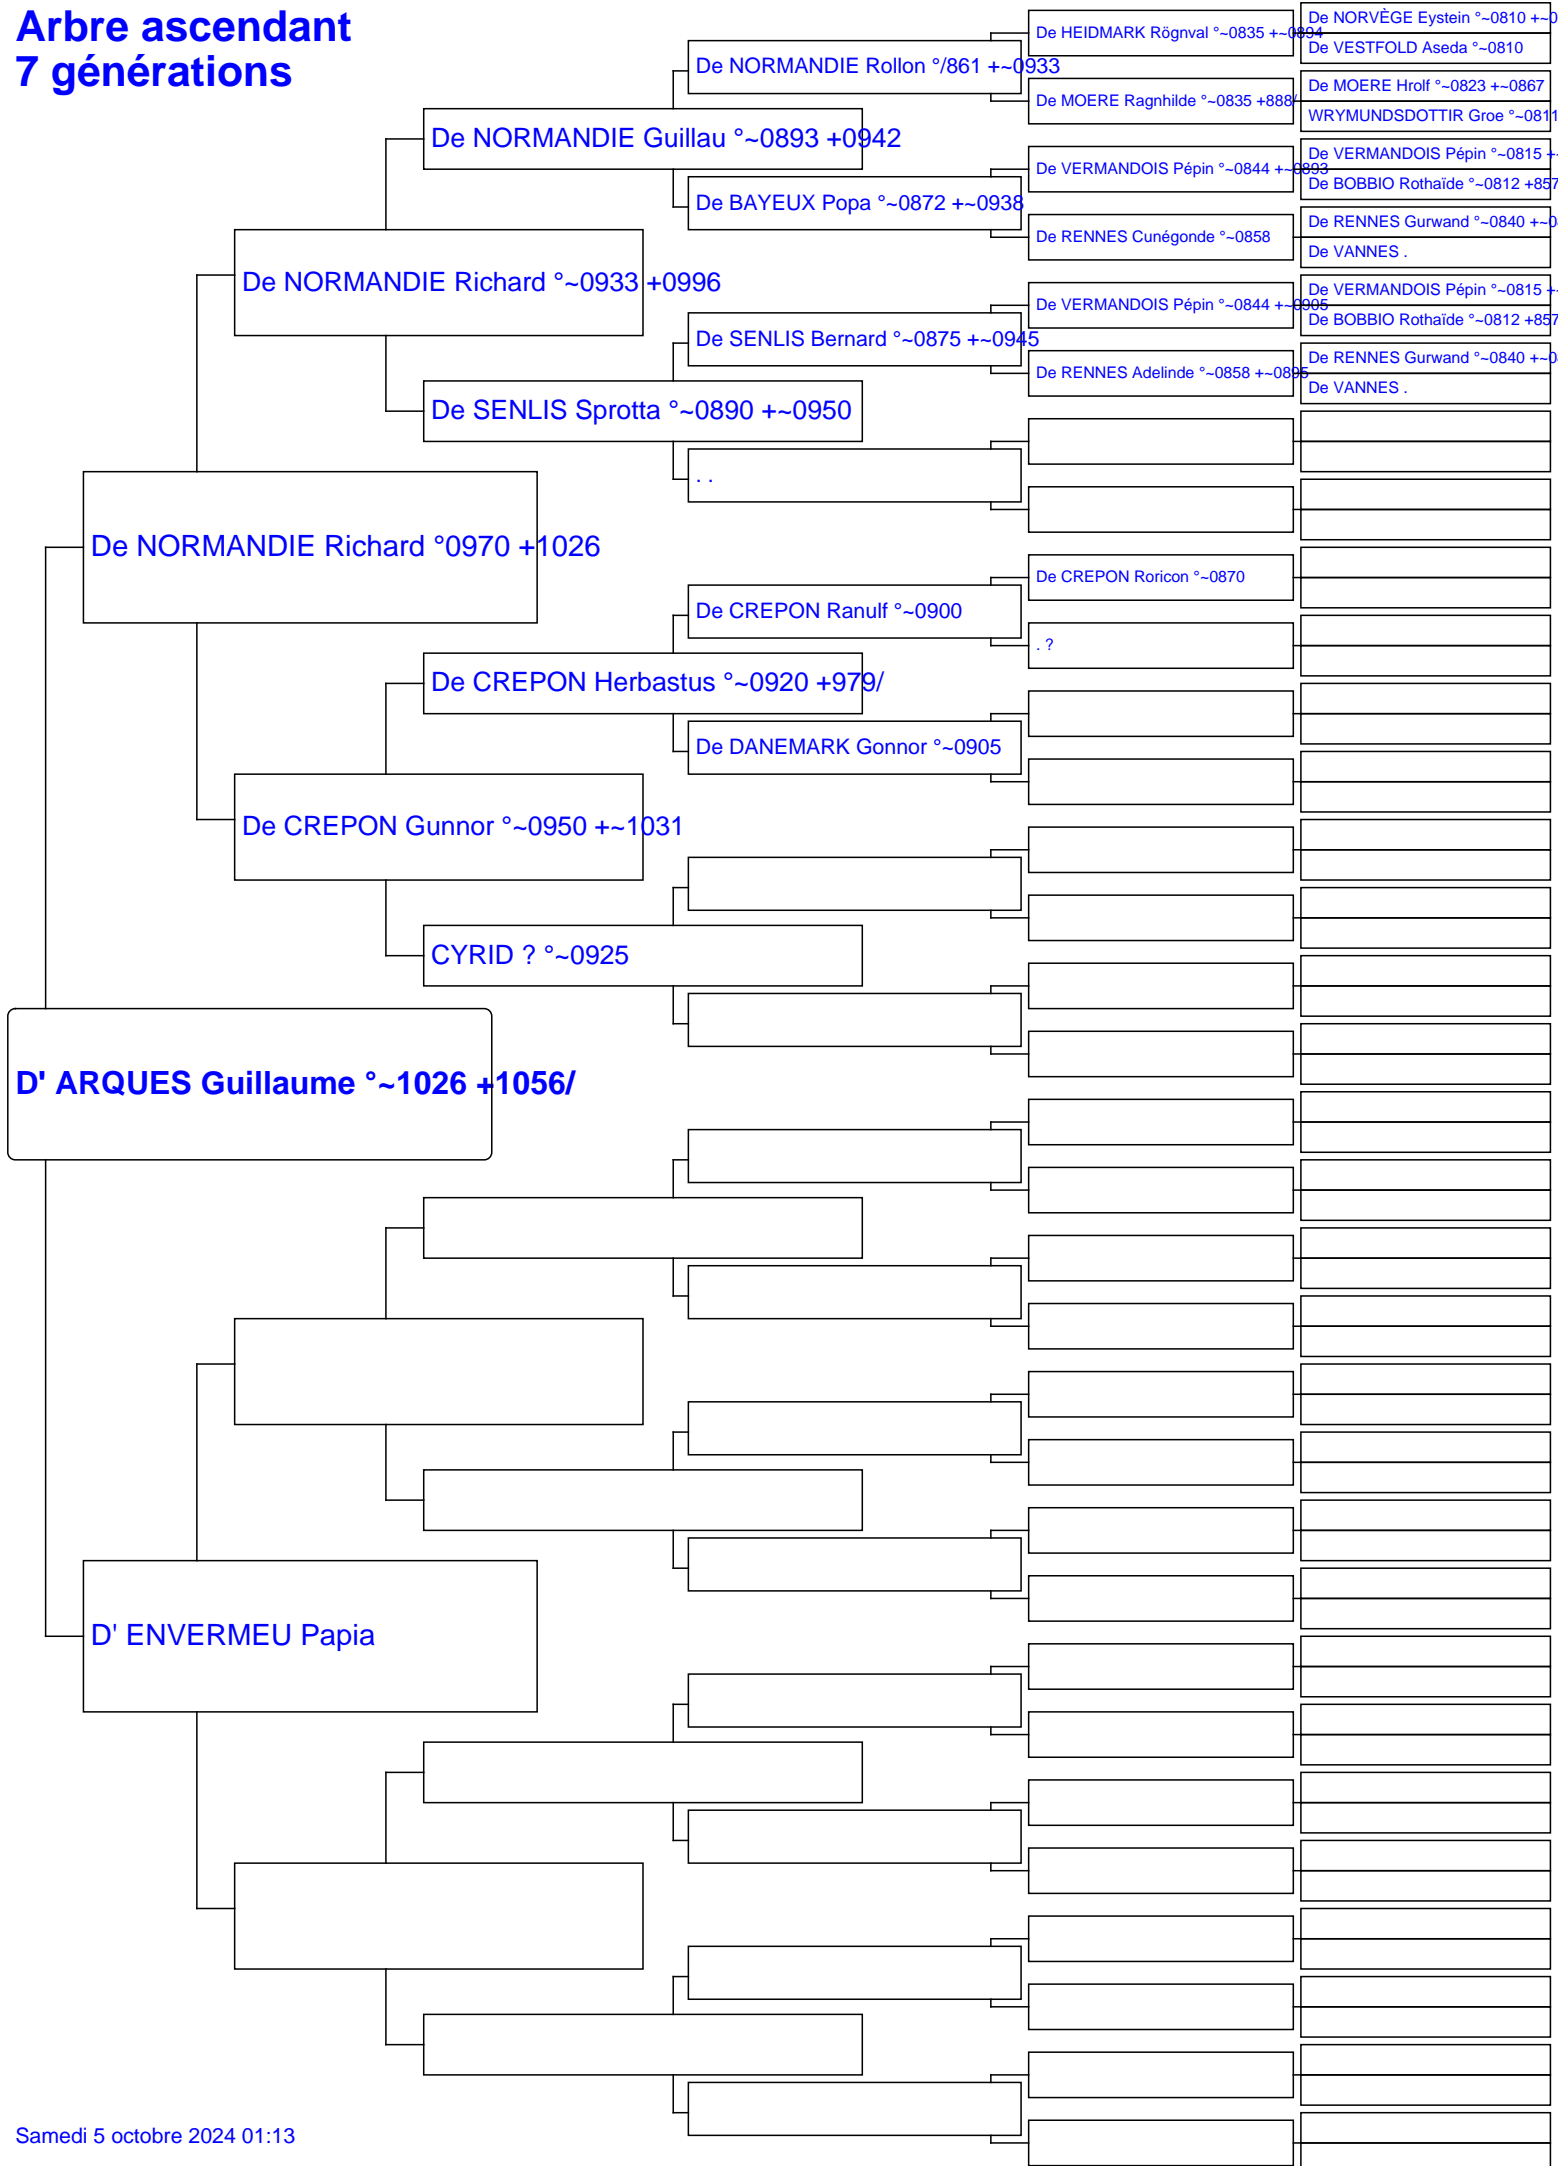 Arbre ascendant
7 générations
De HEIDMARK Rögnval °~0835 +~0894
De NORVÈGE Eystein °~0810 +~0
De VESTFOLD Aseda °~0810
De NORMANDIE Rollon °/861 +~0933
De MOERE Ragnhilde °~0835 +888/
De MOERE Hrolf °~0823 +~0867
WRYMUNDSDOTTIR Groe °~0811
De NORMANDIE Guillau °~0893 +0942
De VERMANDOIS Pépin °~0844 +~0893
De VERMANDOIS Pépin °~0815 +~
De BOBBIO Rothaïde °~0812 +857
De BAYEUX Popa °~0872 +~0938
De RENNES Cunégonde °~0858
De RENNES Gurwand °~0840 +~0
De VANNES .
De NORMANDIE Richard °~0933 +0996
De VERMANDOIS Pépin °~0844 +~0905
De VERMANDOIS Pépin °~0815 +~
De BOBBIO Rothaïde °~0812 +857
De SENLIS Bernard °~0875 +~0945
De RENNES Adelinde °~0858 +~0895
De RENNES Gurwand °~0840 +~0
De VANNES .
De SENLIS Sprotta °~0890 +~0950
. .
De NORMANDIE Richard °0970 +1026
De CREPON Roricon °~0870
De CREPON Ranulf °~0900
. ?
De CREPON Herbastus °~0920 +979/
De DANEMARK Gonnor °~0905
De CREPON Gunnor °~0950 +~1031
CYRID ? °~0925
D' ARQUES Guillaume °~1026 +1056/
D' ENVERMEU Papia
Samedi 5 octobre 2024 01:13